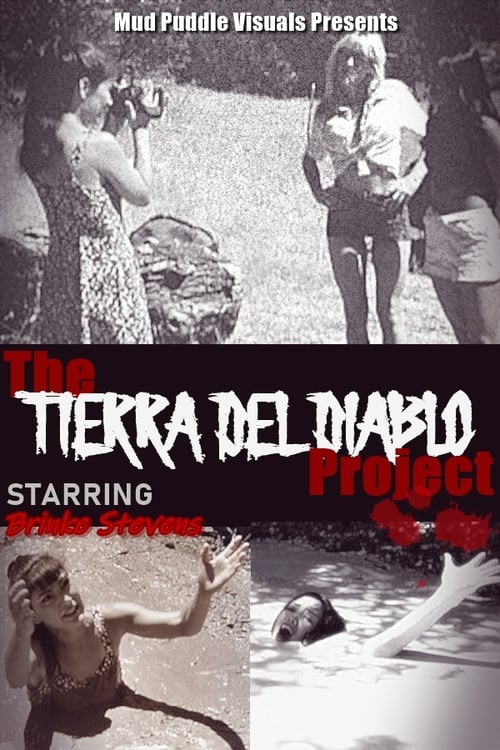 Mud Puddle Visuals Presents
The
TIERRA DEL DIABLO
Project
STARRING
Brinke Stevens